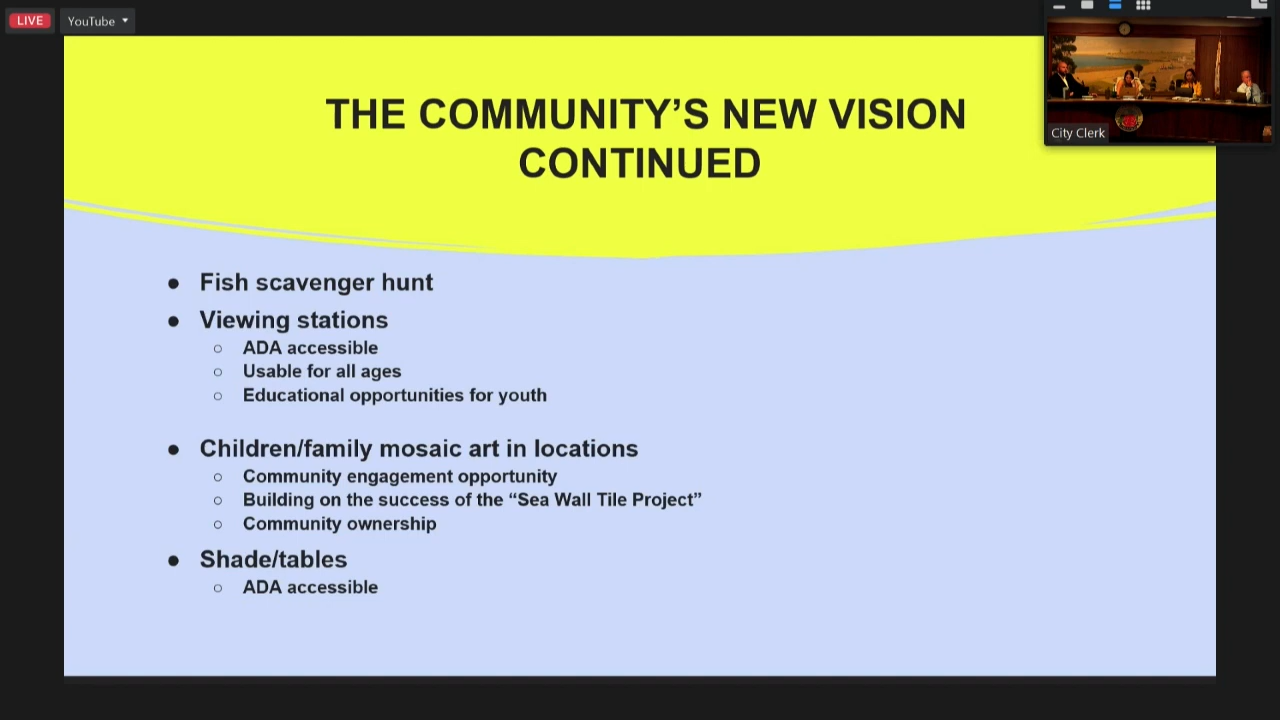 LIVE
YouTube
City Clerk
THE COMMUNITY’S NEW VISION
CONTINUED
● Fish scavenger hunt
● Viewing stations
○ ADA accessible
○ Usable for all ages
○ Educational opportunities for youth
● Children/family mosaic art in locations
○ Community engagement opportunity
○ Building on the success of the “Sea Wall Tile Project”
○ Community ownership
● Shade/tables
○ ADA accessible